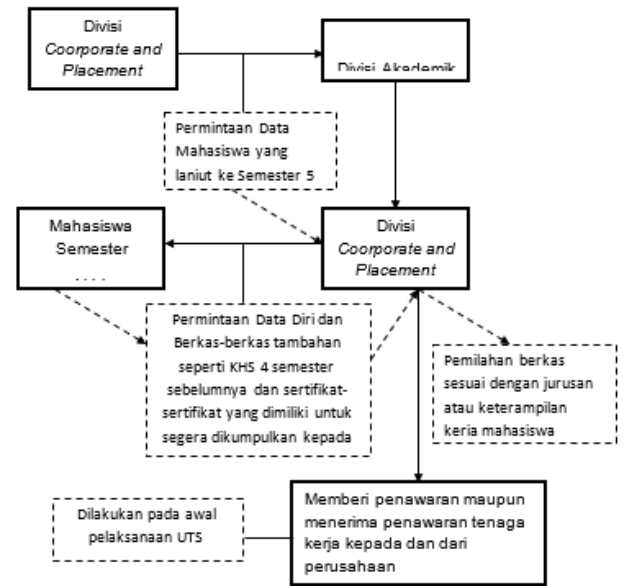 Divisi
Coorporate and
Placement
Divisi Akademik
Permintaan Data
Mahasiswa yang
lanjut ke Semester 5
Mahasiswa
Semester
Divisi
Coorporate and
Placement
Permintaan Data Diri dan
Berkas-berkas tambahan
seperti KHS 4 semester
sebelumnya dan sertifikat-
sertifikat yang dimiliki untuk
segera dikumpulkan kepada
Pemilahan berkas
sesuai dengan jurusan
atau keterampilan
kerja mahasiswa
Dilakukan pada awal
pelaksanaan UTS
Memberi penawaran maupun
menerima penawaran tenaga
kerja kepada dan dari
perusahaan